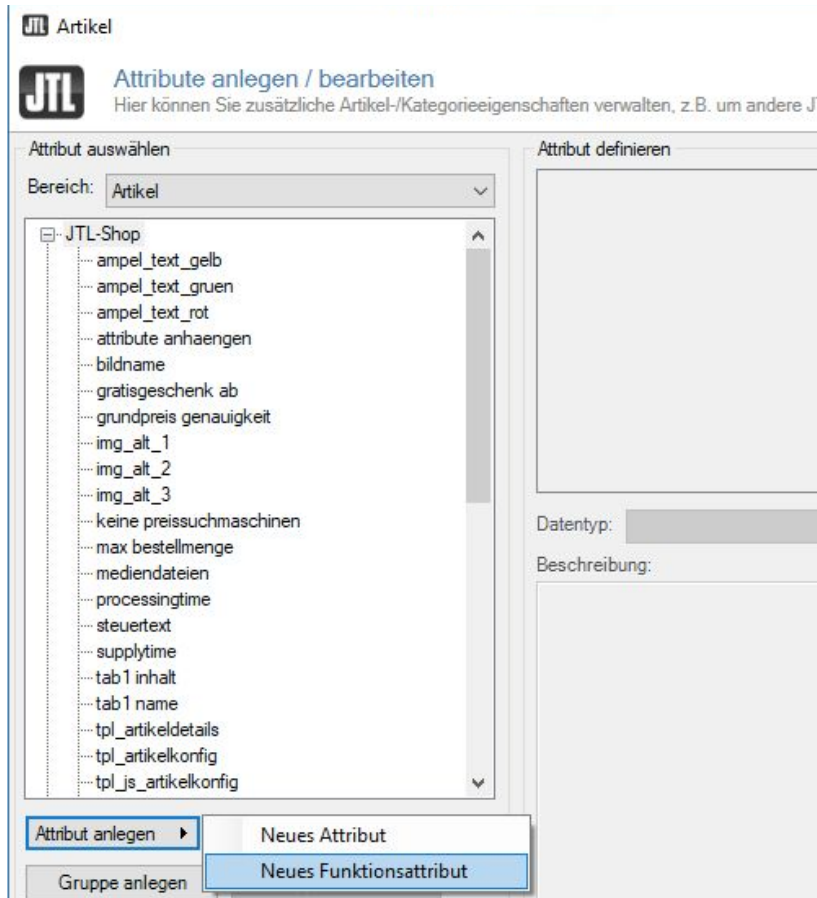 JTL Artikel
JTL
Attribute anlegen / bearbeiten
Hier können Sie zusätzliche Artikel-/Kategorieeigenschaften verwalten, z.B. um andere J
Attribut auswählen
Bereich: Artikel
JTL-Shop
ampel_text_gelb
ampel_text_gruen
ampel_text_rot
attribute anhaengen
bildname
gratisgeschenk ab
grundpreis genauigkeit
img_alt_1
img_alt_2
img_alt_3
keine preissuchmaschinen
max bestellmenge
mediendateien
processingtime
steuertext
supplytime
tab1 inhalt
tab1 name
tpl_artikeldetails
tpl_artikelkonfig
tpl_js_artikelkonfig
Attribut anlegen
Neues Attribut
Neues Funktionsattribut
Gruppe anlegen
Attribut definieren
Datentyp:
Beschreibung: